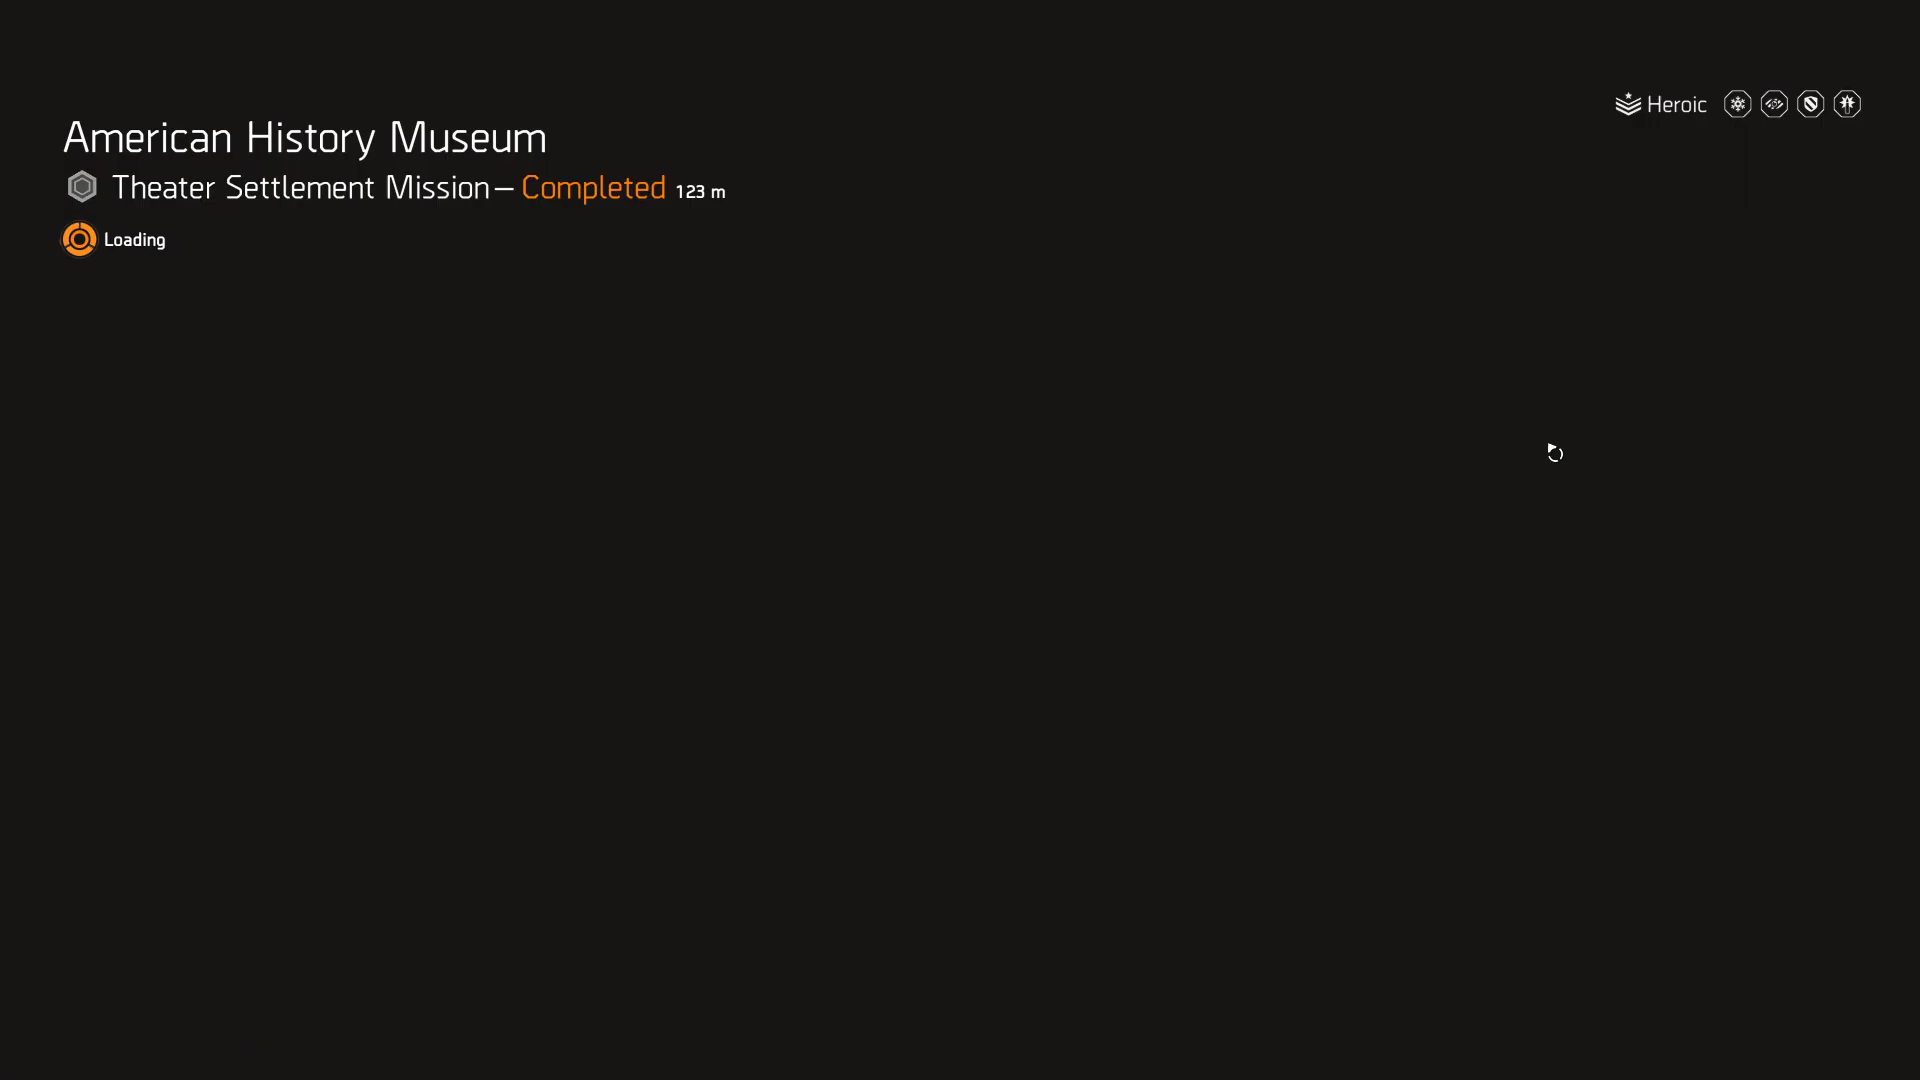 Heroic
American History Museum
Theater Settlement Mission — Completed 123 m
Loading